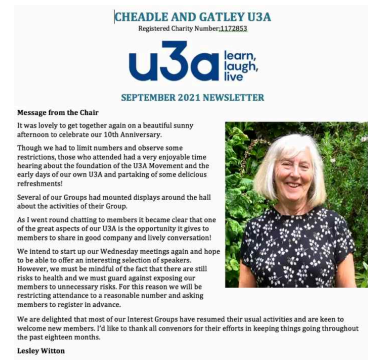 CHEADLE AND GATLEY U3A
Registered Charity Number;1172853
u3a learn,
laugh,
live
SEPTEMBER 2021 NEWSLETTER
Message from the Chair
It was lovely to get together again on a beautiful sunny
afternoon to celebrate our 10th Anniversary.
Though we had to limit numbers and observe some
restrictions, those who attended had a very enjoyable time
hearing about the foundation of the U3A Movement and the
early days of our own U3A and partaking of some delicious
refreshments!
Several of our Groups had mounted displays around the hall
about the activities of their Group.
As I went round chatting to members it became clear that one
of the great aspects of our U3A is the opportunity it gives to
members to share in good company and lively conversation!
We intend to start up our Wednesday meetings again and hope
to be able to offer an interesting selection of speakers.
However, we must be mindful of the fact that there are still
risks to health and we must guard against exposing our
members to unnecessary risks. For this reason we will be
restricting attendance to a reasonable number and asking
members to register in advance.
We are delighted that most of our Interest Groups have resumed their usual activities and are keen to
welcome new members. I'd like to thank all convenors for their efforts in keeping things going throughout
the past eighteen months.
Lesley Witton